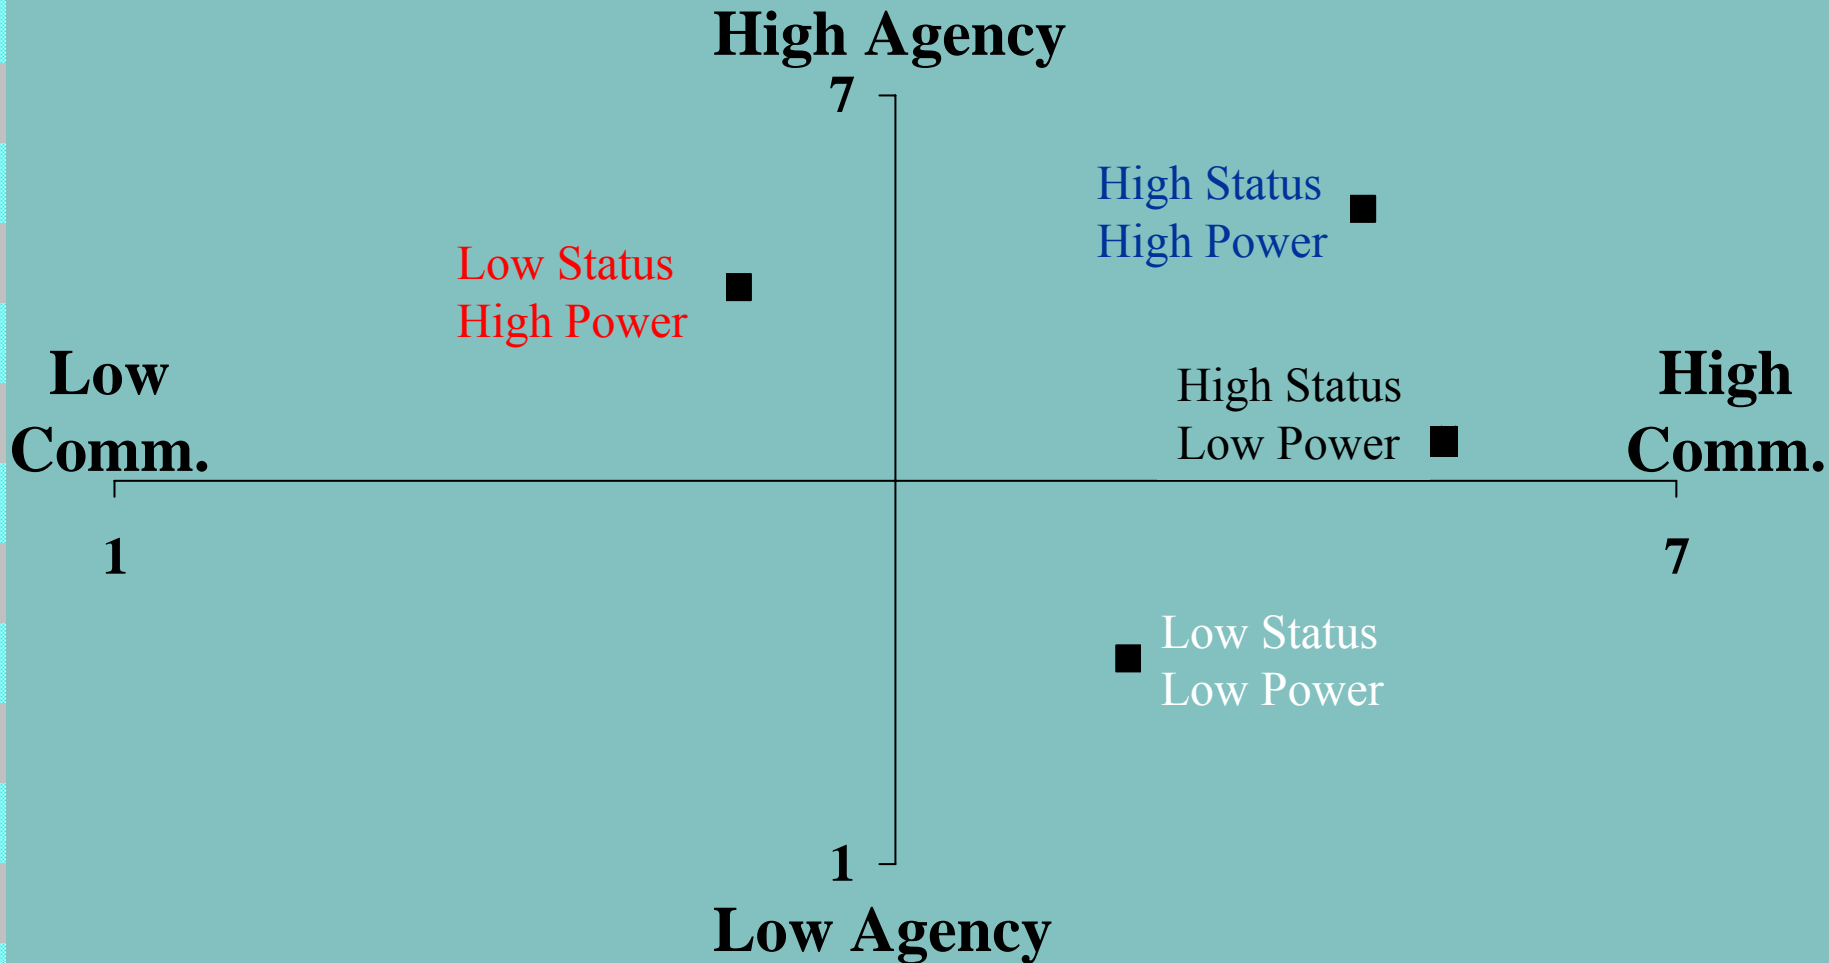 High Agency
7
High Status
High Power
Low Status
High Power
Low
Comm.
High Status
Low Power
High
Comm.
1
7
Low Status
Low Power
1
Low Agency